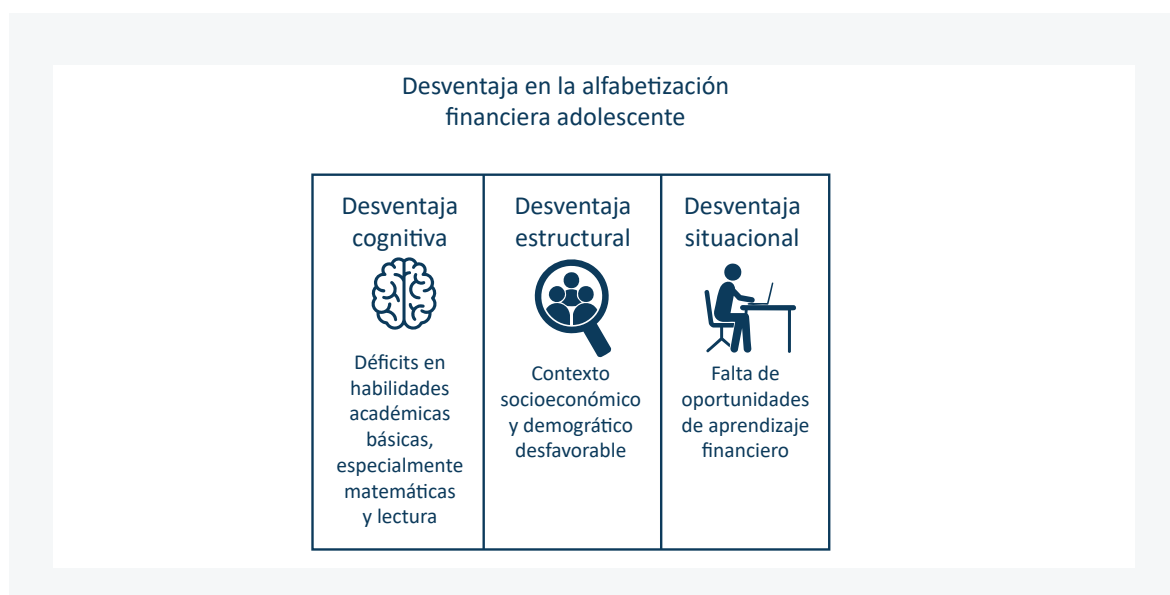 Desventaja en la alfabetización
financiera adolescente
Desventaja
cognitiva
Déficits en
habilidades
académicas
básicas,
especialmente
matemáticas
y lectura
Desventaja
estructural
Contexto
socioeconómico
y demogrático
desfavorable
Desventaja
situacional
Falta de
oportunidades
de aprendizaje
financiero